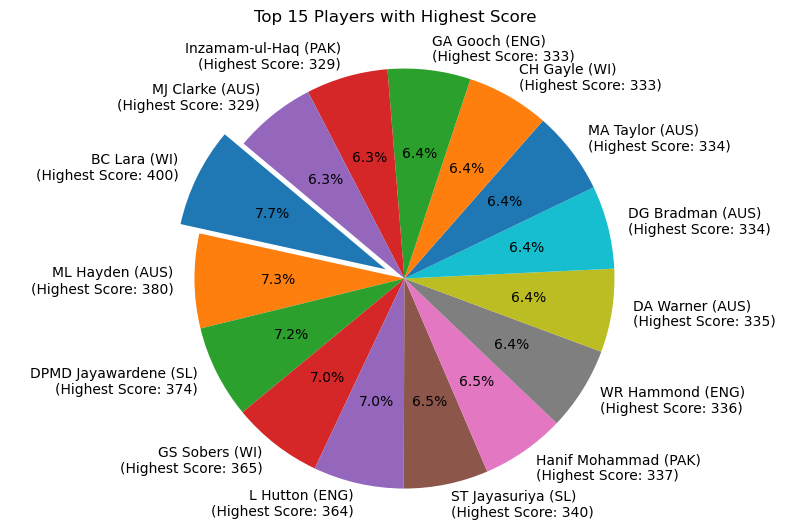 Top 15 Players with Highest Score
BC Lara (WI)
(Highest Score: 400)
7.7%
ML Hayden (AUS)
(Highest Score: 380)
7.3%
DPMD Jayawardene (SL)
(Highest Score: 374)
7.2%
GS Sobers (WI)
(Highest Score: 365)
7.0%
L Hutton (ENG)
(Highest Score: 364)
7.0%
ST Jayasuriya (SL)
(Highest Score: 340)
6.5%
Hanif Mohammad (PAK)
(Highest Score: 337)
6.5%
WR Hammond (ENG)
(Highest Score: 336)
6.4%
DA Warner (AUS)
(Highest Score: 335)
6.4%
DG Bradman (AUS)
(Highest Score: 334)
6.4%
MA Taylor (AUS)
(Highest Score: 334)
6.4%
CH Gayle (WI)
(Highest Score: 333)
6.4%
GA Gooch (ENG)
(Highest Score: 333)
6.4%
Inzamam-ul-Haq (PAK)
(Highest Score: 329)
6.3%
MJ Clarke (AUS)
(Highest Score: 329)
6.3%